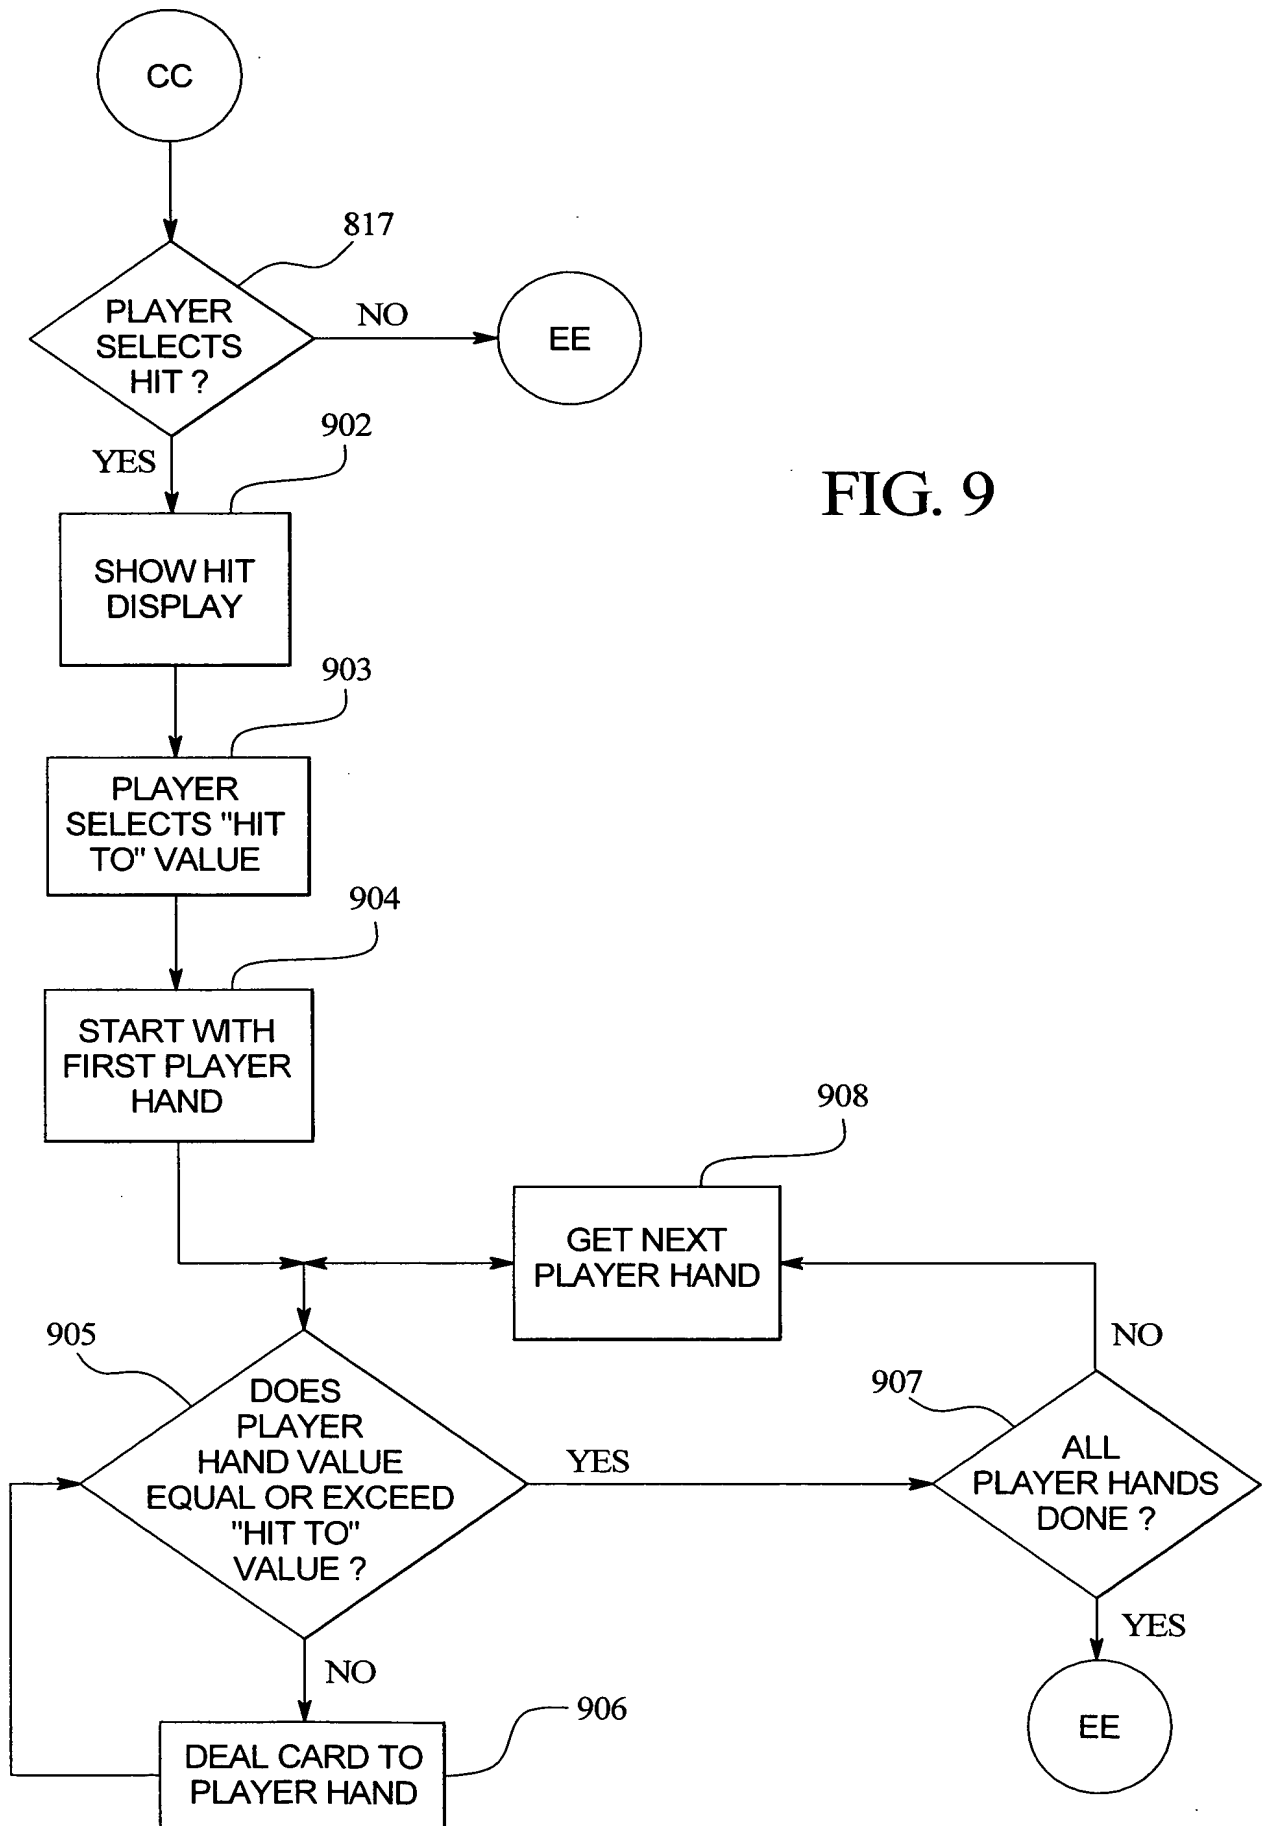 CC
817
PLAYER
SELECTS
HIT ?
NO
EE
YES
902
FIG. 9
SHOW HIT
DISPLAY
903
PLAYER
SELECTS "HIT
TO" VALUE
904
START WITH
FIRST PLAYER
HAND
908
GET NEXT
PLAYER HAND
905
DOES
PLAYER
HAND VALUE
EQUAL OR EXCEED
"HIT TO"
VALUE ?
YES
NO
907
ALL
PLAYER HANDS
DONE ?
YES
EE
NO
906
DEAL CARD TO
PLAYER HAND